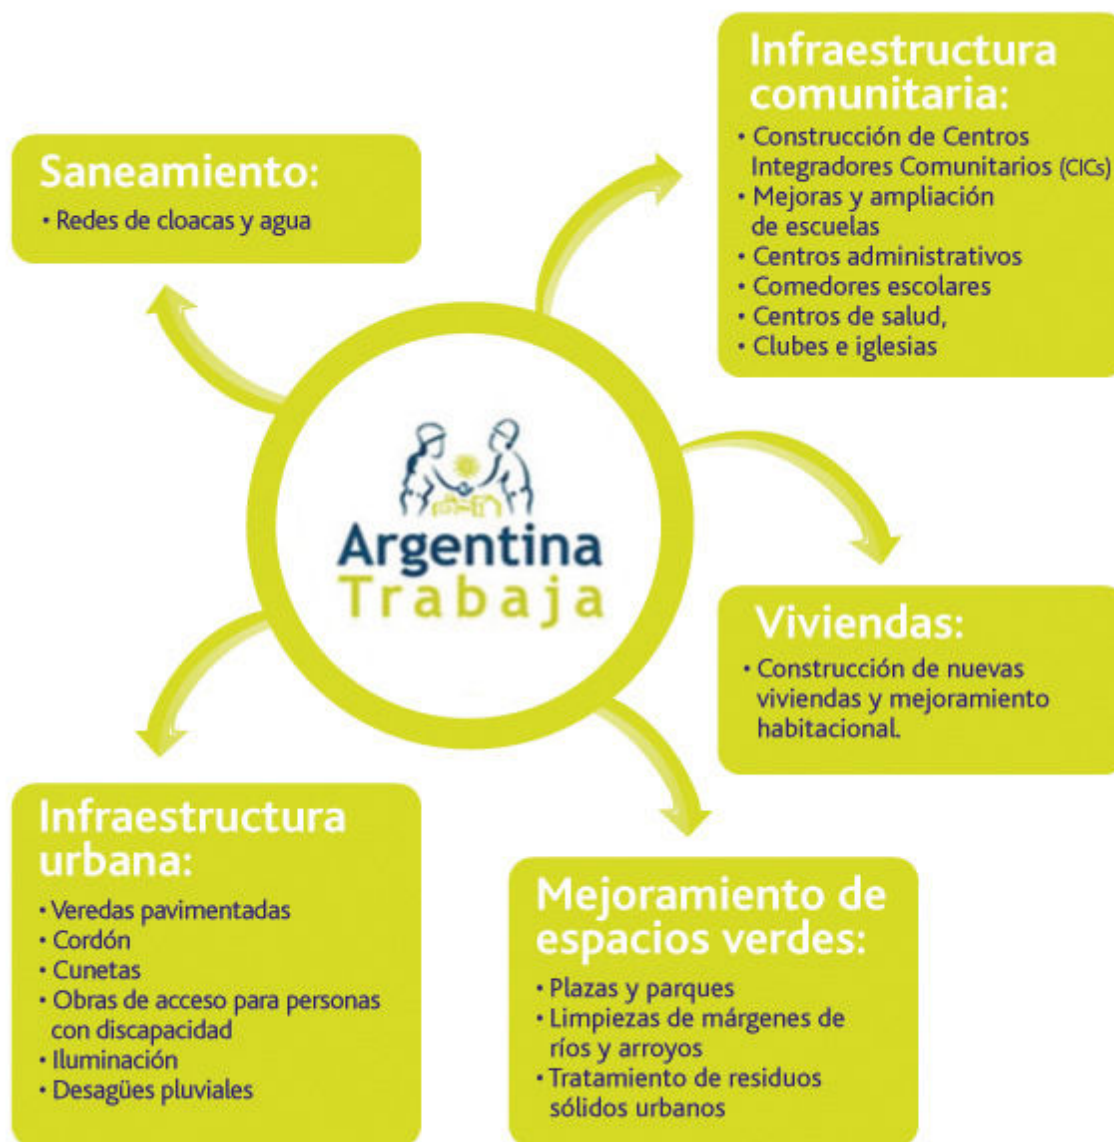 Saneamiento:
• Redes de cloacas y agua
Infraestructura
comunitaria:
• Construcción de Centros
Integradores Comunitarios (CICs)
• Mejoras y ampliación
de escuelas
• Centros administrativos
• Comedores escolares
• Centros de salud,
• Clubes e iglesias
Argentina
Trabaja
Viviendas:
• Construcción de nuevas
viviendas y mejoramiento
habitacional.
Infraestructura
urbana:
• Veredas pavimentadas
• Cordón
• Cunetas
• Obras de acceso para personas
con discapacidad
• Iluminación
• Desagües pluviales
Mejoramiento de
espacios verdes:
• Plazas y parques
• Limpiezas de márgenes de
ríos y arroyos
• Tratamiento de residuos
sólidos urbanos